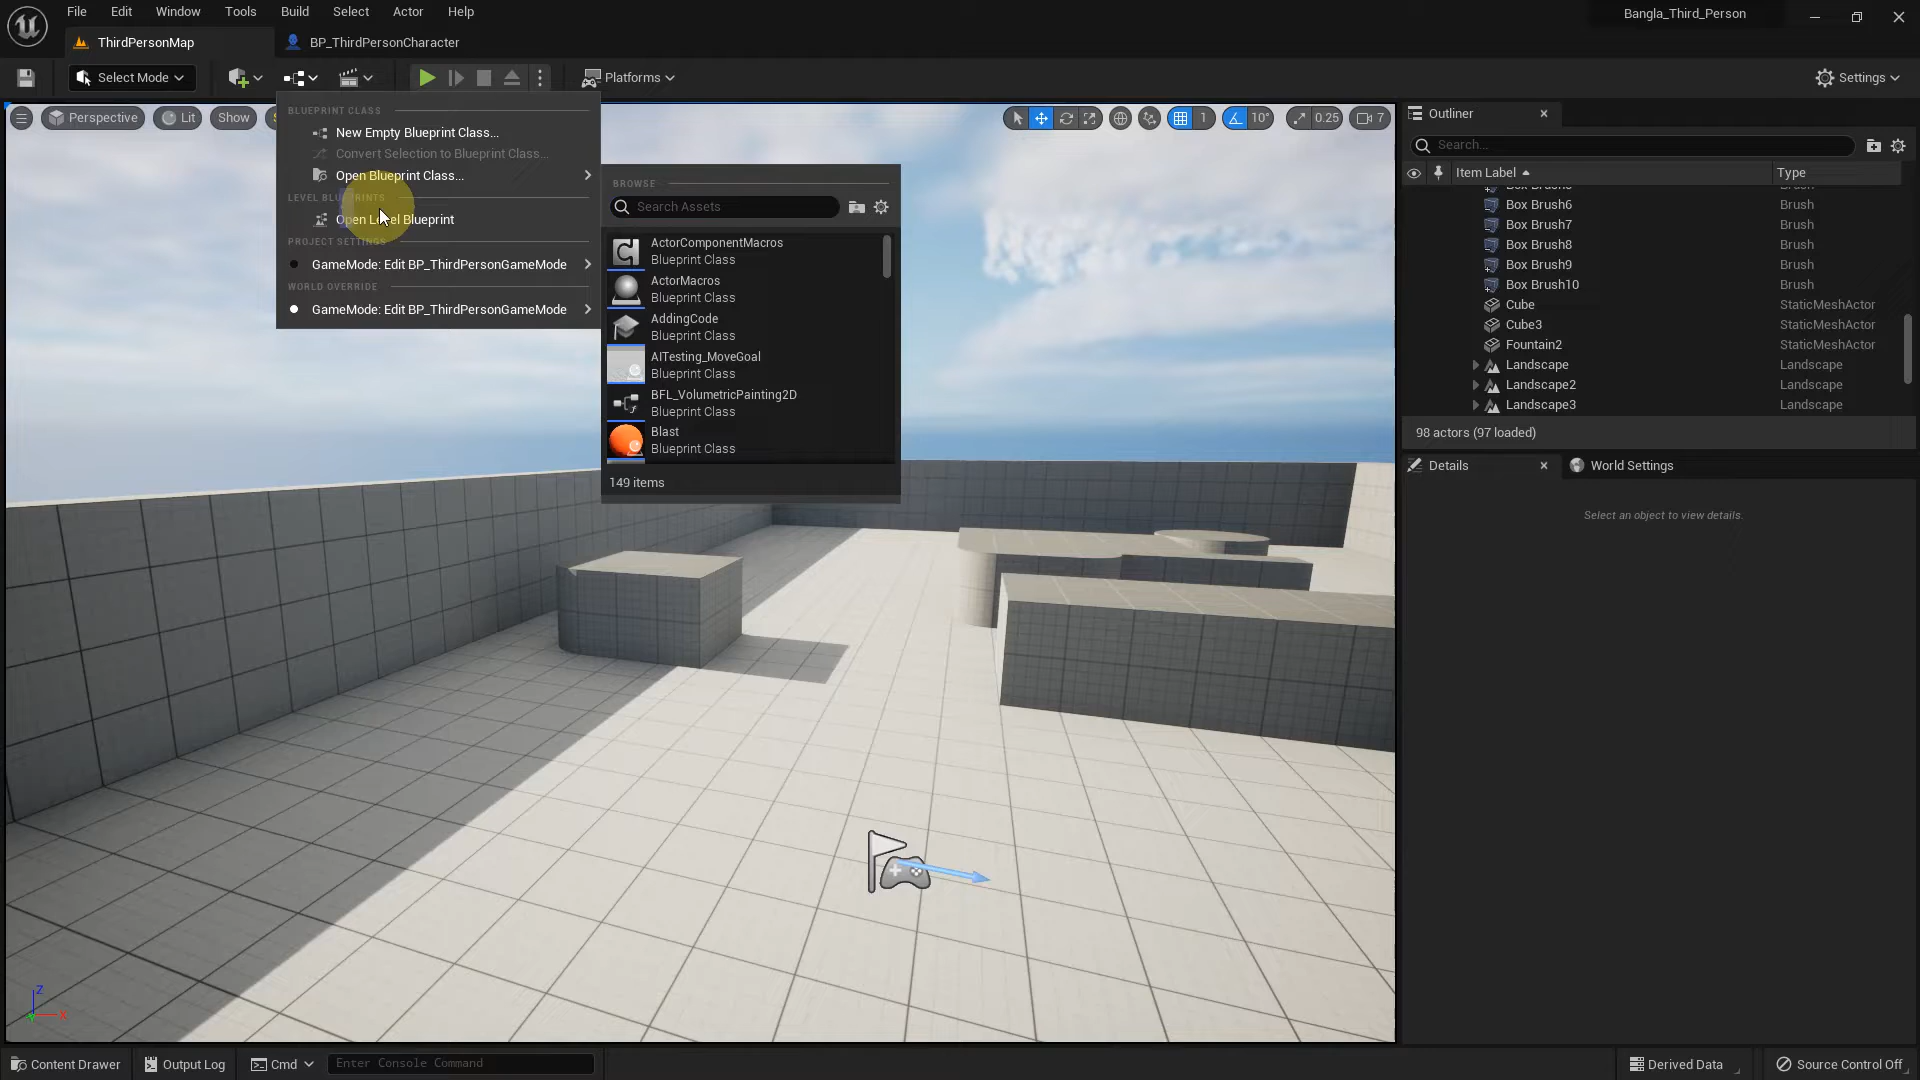 File Edit Window Tools Build Select Actor Help
Bangla_Third_Person
ThirdPersonMap
BP_ThirdPersonCharacter
Select Mode
Platforms
Settings
Perspective
Lit
Show
1
10°
0.25
7
BLUEPRINT CLASS
New Empty Blueprint Class...
Convert Selection to Blueprint Class...
Open Blueprint Class...
LEVEL BLUEPRINTS
Open Level Blueprint
PROJECT SETTINGS
GameMode: Edit BP_ThirdPersonGameMode
WORLD OVERRIDE
GameMode: Edit BP_ThirdPersonGameMode
BROWSE
Search Assets
ActorComponentMacros
Blueprint Class
ActorMacros
Blueprint Class
AddingCode
Blueprint Class
AITesting_MoveGoal
Blueprint Class
BFL_VolumetricPainting2D
Blueprint Class
Blast
Blueprint Class
149 items
Outliner
Search...
Item Label Type
Box Brush6 Brush
Box Brush7 Brush
Box Brush8 Brush
Box Brush9 Brush
Box Brush10 Brush
Cube StaticMeshActor
Cube3 StaticMeshActor
Fountain2 StaticMeshActor
Landscape Landscape
Landscape2 Landscape
Landscape3 Landscape
98 actors (97 loaded)
Details
World Settings
Select an object to view details.
Z
X
Content Drawer
Output Log
Cmd
Enter Console Command
Derived Data
Source Control Off